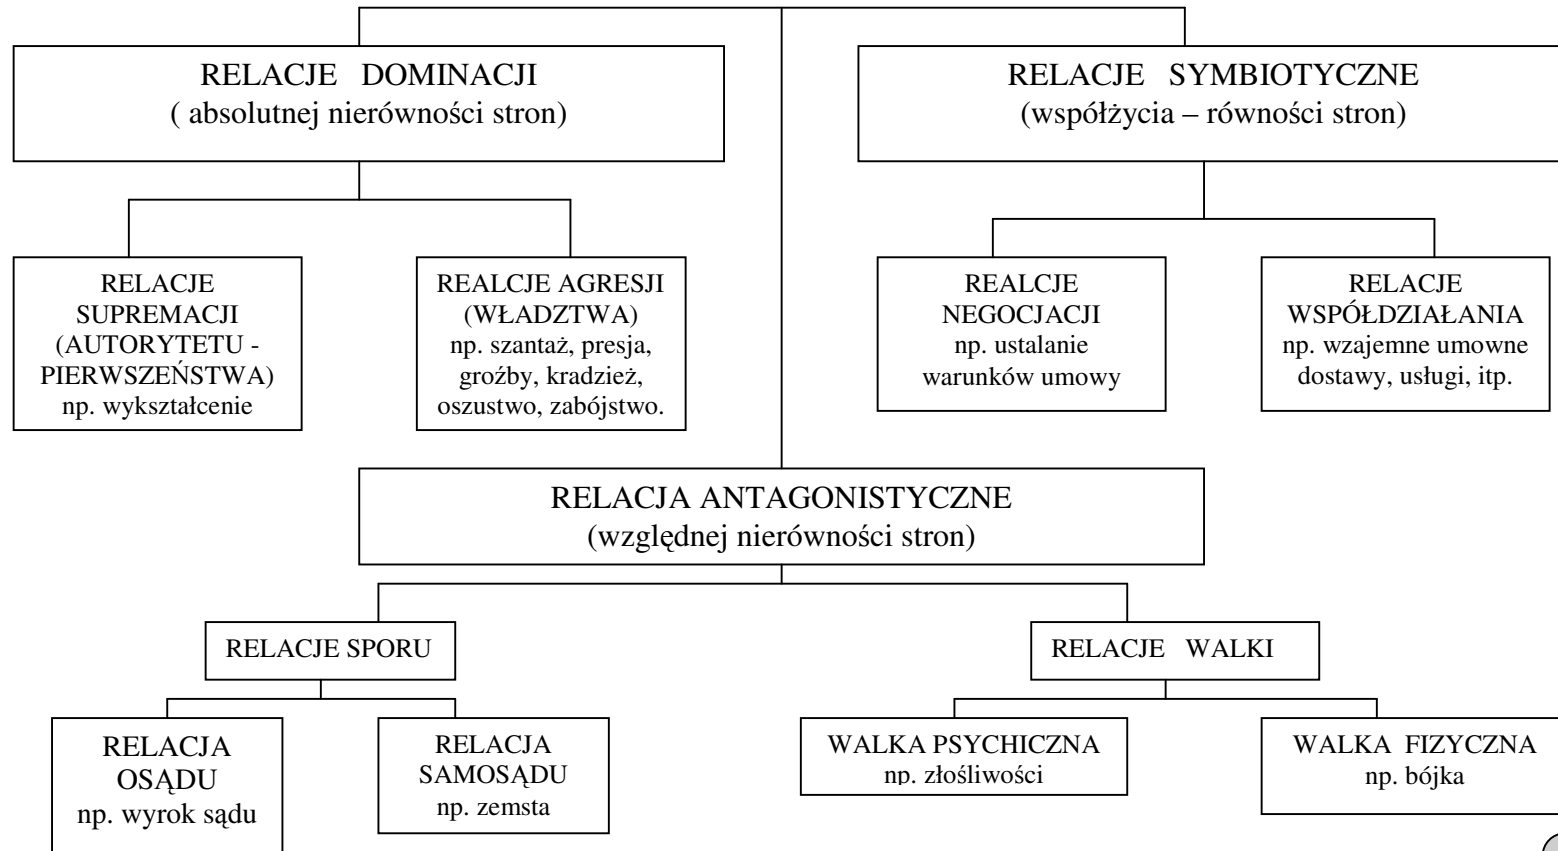 RELACJE DOMINACJI
( absolutnej nierówności stron)
RELACJE SYMBIOTYCZNE
(współżycia – równości stron)
RELACJE
SUPREMACJI
(AUTORYTETU -
PIERWSZEŃSTWA)
np. wykształcenie
REALCJE AGRESJI
(WŁADZTWA)
np. szantaż, presja,
groźby, kradzież,
oszustwo, zabójstwo.
REALCJE
NEGOCJACJI
np. ustalanie
warunków umowy
RELACJE
WSPÓŁDZIAŁANIA
np. wzajemne umowne
dostawy, usługi, itp.
RELACJA ANTAGONISTYCZNE
(względnej nierówności stron)
RELACJE SPORU
RELACJE WALKI
RELACJA
OSĄDU
np. wyrok sądu
RELACJA
SAMOSĄDU
np. zemsta
WALKA PSYCHICZNA
np. złośliwości
WALKA FIZYCZNA
np. bójka